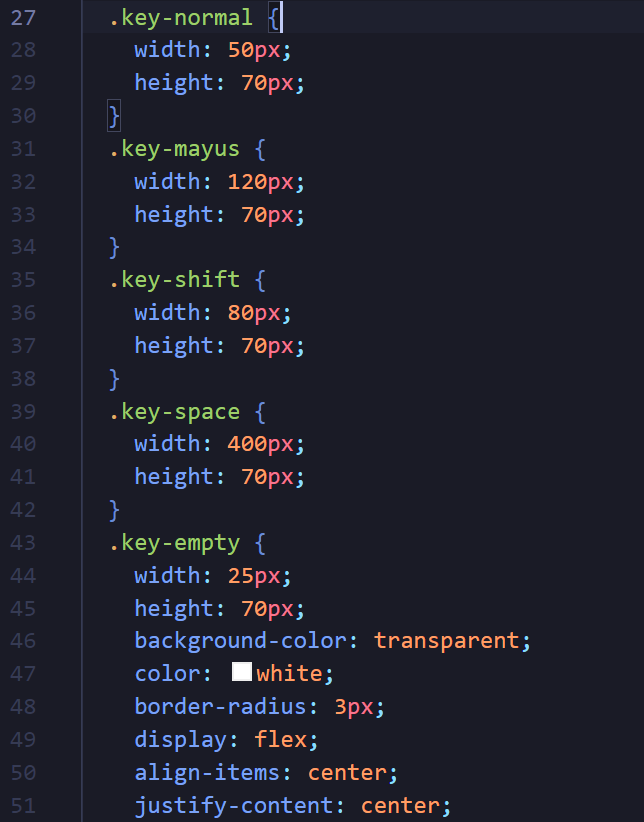 27 .key-normal {
28 width: 50px;
29 height: 70px;
30 }
31 .key-mayus {
32 width: 120px;
33 height: 70px;
34 }
35 .key-shift {
36 width: 80px;
37 height: 70px;
38 }
39 .key-space {
40 width: 400px;
41 height: 70px;
42 }
43 .key-empty {
44 width: 25px;
45 height: 70px;
46 background-color: transparent;
47 color: white;
48 border-radius: 3px;
49 display: flex;
50 align-items: center;
51 justify-content: center;